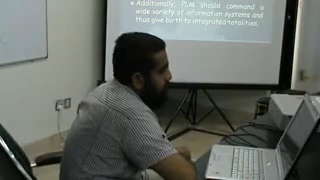 • Additionally, PLM should command a
wide variety of information systems and
thus give birth to integrated totalities.